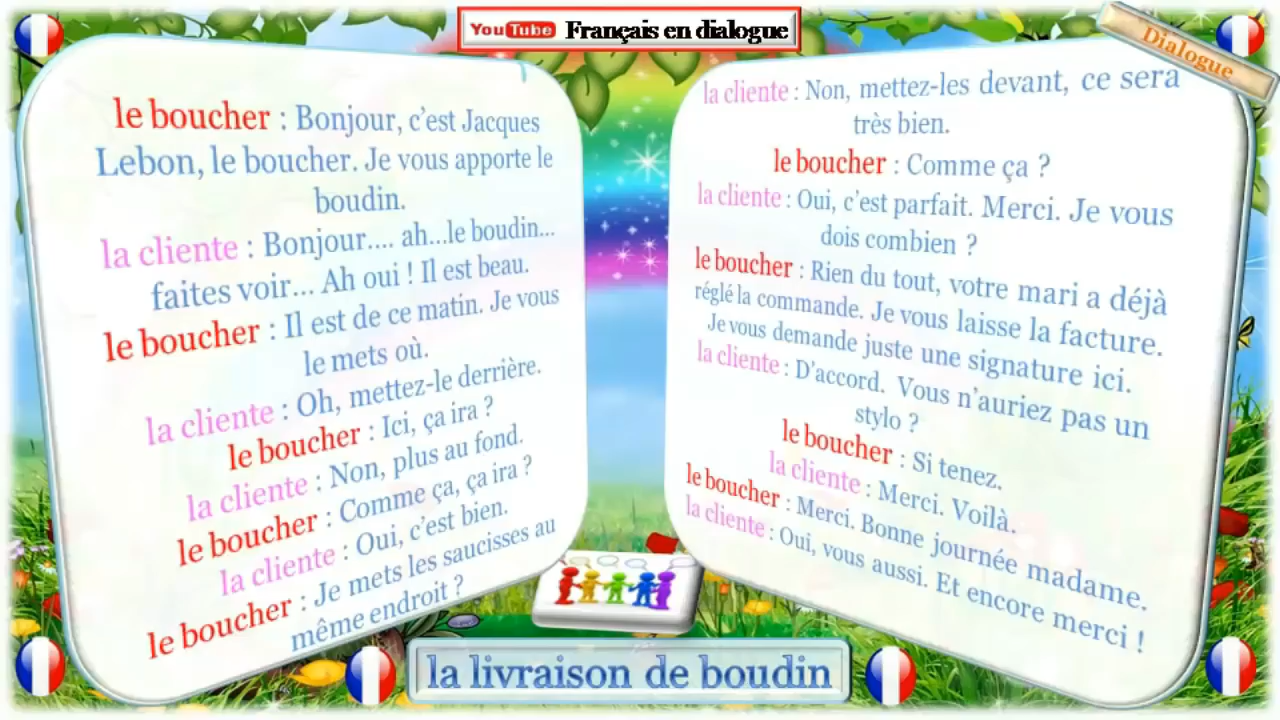 YouTube Français en dialogue
Dialogue
le boucher : Bonjour, c'est Jacques
Lebon, le boucher. Je vous apporte le
boudin.
la cliente : Bonjour.... ah...le boudin...
faites voir... Ah oui ! Il est beau.
le boucher : Il est de ce matin. Je vous
le mets où.
la cliente : Oh, mettez-le derrière.
le boucher : Ici, ça ira ?
la cliente : Non, plus au fond.
le boucher : Comme ça, ça ira ?
la cliente : Oui, c'est bien.
le boucher : Je mets les saucisses au
même endroit ?
la cliente : Non, mettez-les devant, ce sera
très bien.
le boucher : Comme ça ?
la cliente : Oui, c'est parfait. Merci. Je vous
dois combien ?
le boucher : Rien du tout, votre mari a déjà
réglé la commande. Je vous laisse la facture.
Je vous demande juste une signature ici.
la cliente : D'accord. Vous n'auriez pas un
stylo ?
le boucher : Si tenez.
la cliente : Merci. Voilà.
le boucher : Merci. Bonne journée madame.
la cliente : Oui, vous aussi. Et encore merci !
la livraison de boudin